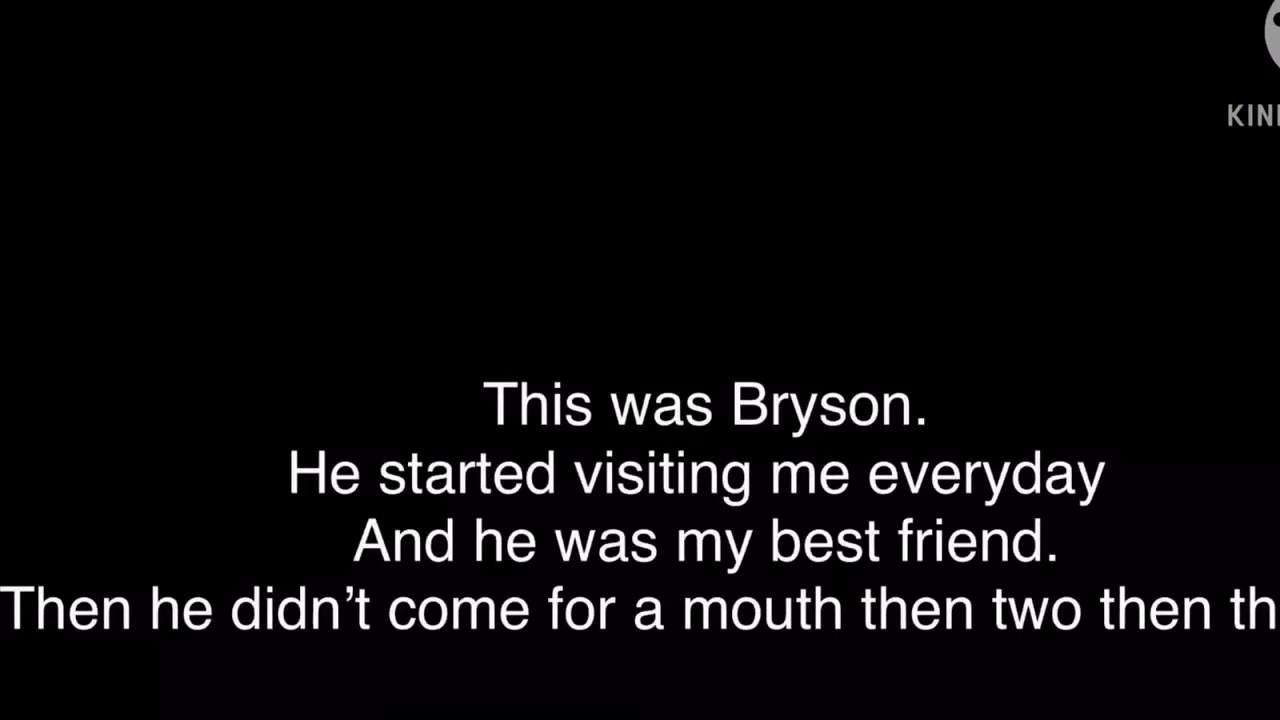 KIN
This was Bryson.
He started visiting me everyday
And he was my best friend.
Then he didn’t come for a mouth then two then th